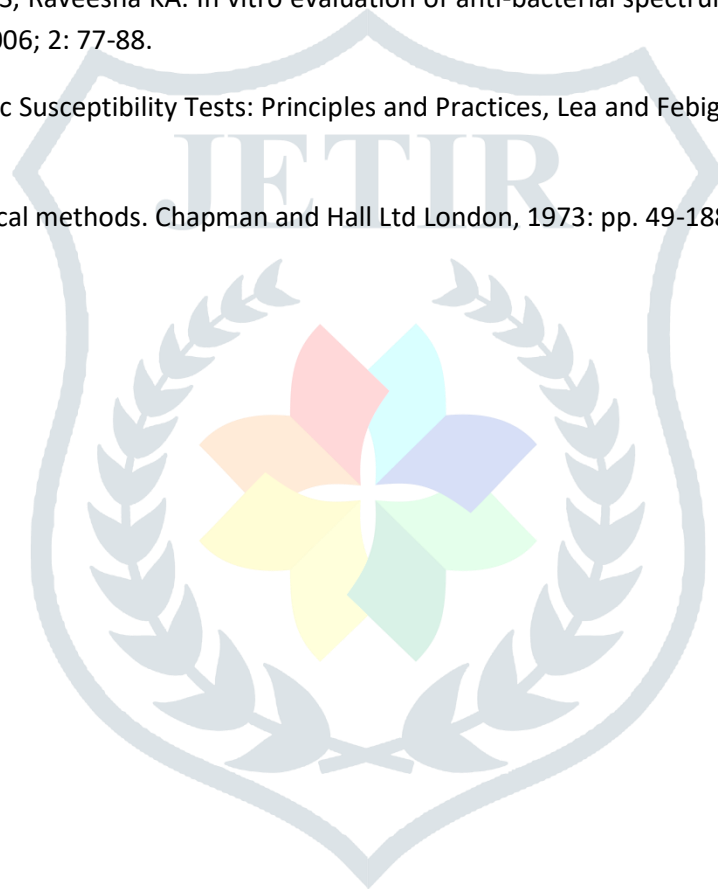 S, Raveesha KA. In vitro evaluation of anti-bacterial spectrum
006; 2: 77-88.
c Susceptibility Tests: Principles and Practices, Lea and Febig
JETIR
cal methods. Chapman and Hall Ltd London, 1973: pp. 49-188